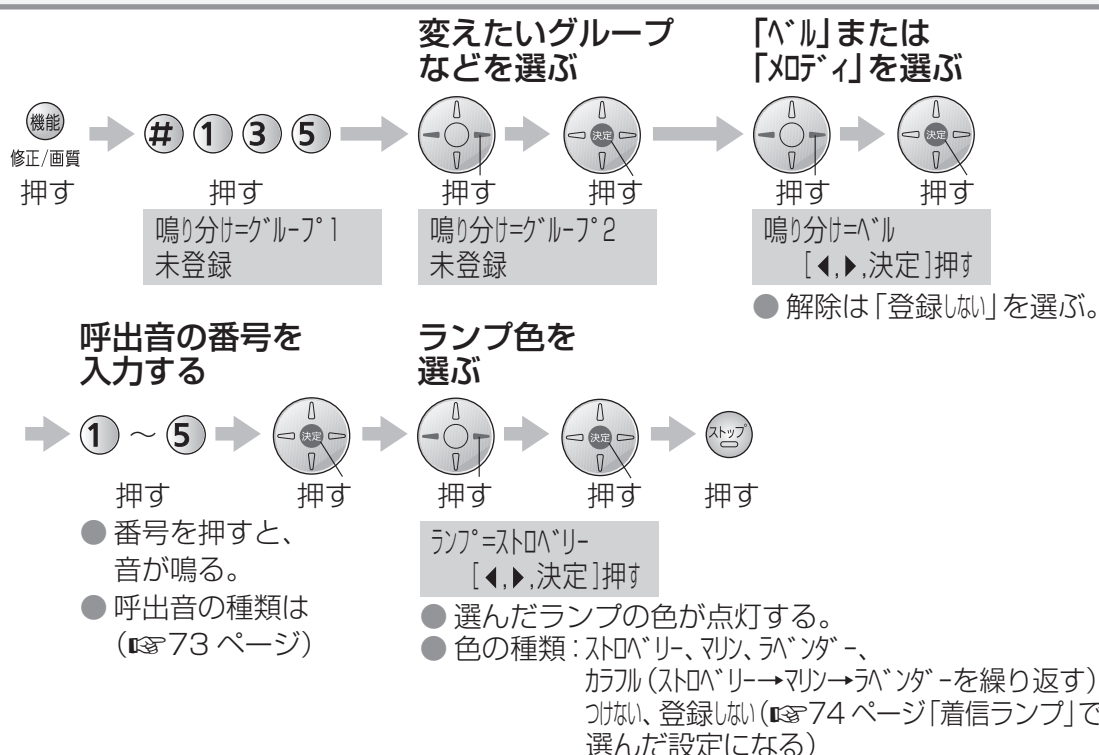 変えたいグループ
などを選ぶ
「ﾍﾞﾙ」または
「ﾒﾛﾃﾞｨ」を選ぶ
機能
修正/画質
# 1 3 5
決定
決定
押す
押す
押す
押す
押す
押す
鳴り分け=ｸﾞﾙｰﾌﾟ1
未登録
鳴り分け=ｸﾞﾙｰﾌﾟ2
未登録
鳴り分け=ﾍﾞﾙ
[◀,▶,決定]押す
● 解除は「登録しない」を選ぶ。
呼出音の番号を
入力する
ランプ色を
選ぶ
1 ～ 5
決定
決定
ストップ
押す
押す
押す
押す
押す
● 番号を押すと、
音が鳴る。
● 呼出音の種類は
(☞73 ページ)
ﾗﾝﾌﾟ=ｽﾄﾛﾍﾞﾘｰ
[◀,▶,決定]押す
● 選んだランプの色が点灯する。
● 色の種類：ｽﾄﾛﾍﾞﾘｰ、ﾏﾘﾝ、ﾗﾍﾞﾝﾀﾞｰ、
ｶﾗﾌﾙ (ｽﾄﾛﾍﾞﾘｰ→ﾏﾘﾝ→ﾗﾍﾞﾝﾀﾞｰを繰り返す)
つけない、登録しない (☞74 ページ「着信ランプ」で
選んだ設定になる)